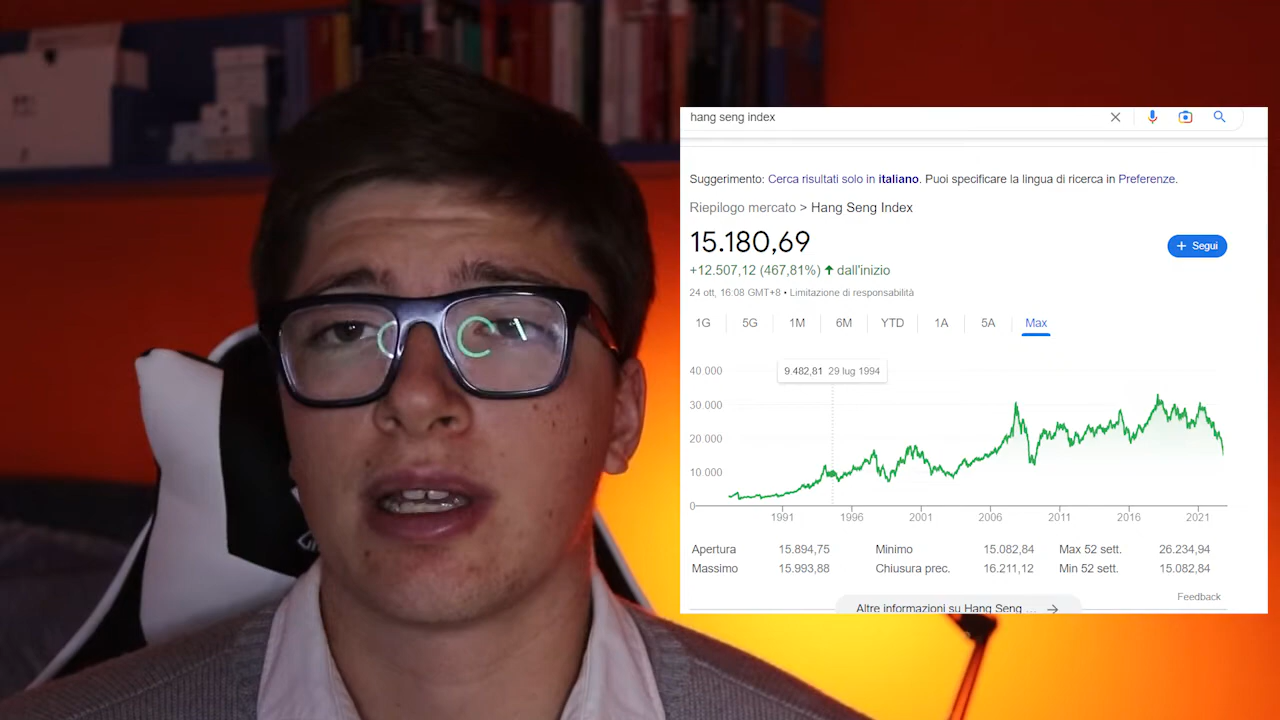 hang seng index
Suggerimento: Cerca risultati solo in italiano. Puoi specificare la lingua di ricerca in Preferenze.
Riepilogo mercato > Hang Seng Index
15.180,69
+ Segui
+12.507,12 (467,81%) ↑ dall'inizio
24 ott, 16:08 GMT+8 • Limitazione di responsabilità
1G 5G 1M 6M YTD 1A 5A Max
9.482,81 29 lug 1994
40 000
30 000
20 000
10 000
0
1991 1996 2001 2006 2011 2016 2021
Apertura 15.894,75 Minimo 15.082,84 Max 52 sett. 26.234,94
Massimo 15.993,88 Chiusura prec. 16.211,12 Min 52 sett. 15.082,84
Feedback
Altre informazioni su Hang Seng ... →